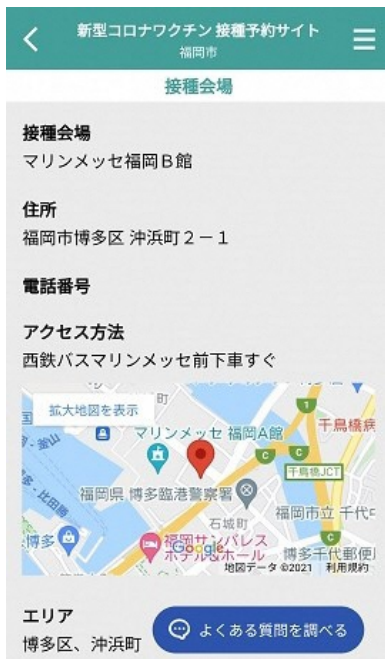 新型コロナワクチン 接種予約サイト
福岡市
接種会場
接種会場
マリンメッセ福岡B館
住所
福岡市博多区 沖浜町2-1
電話番号
アクセス方法
西鉄バスマリンメッセ前下車すぐ
拡大地図を表示
町
マリンメッセ 福岡A館
千鳥橋病
千鳥橋JCT
福岡県 博多臨港警察署
福岡市立 千代中
石城町
博多
福岡サンパレス
ホテル&ホール
Google
博多千代郵便
地図データ ©2021 利用規約
エリア
博多区、沖浜町
よくある質問を調べる